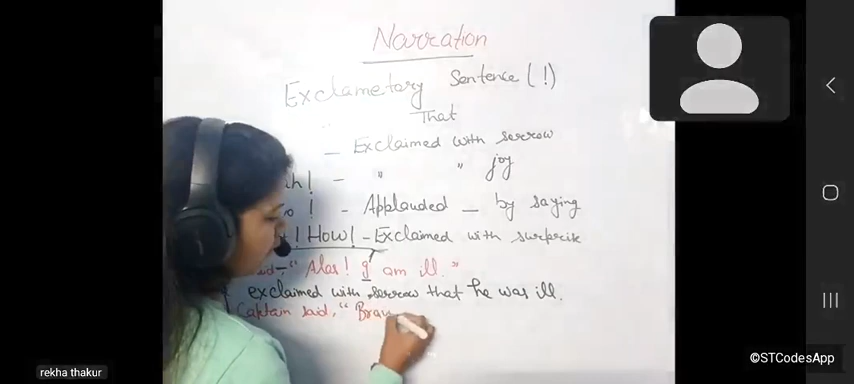 Narration
Exclametory Sentence (!)
That
— Exclaimed with serrow
! — " " joy
! - Applauded — by saying
! How! - Exclaimed with surprise
"Alas! I am ill."
exclaimed with serrow that he was ill.
Captain said, "Brav
rekha thakur
©STCodesApp